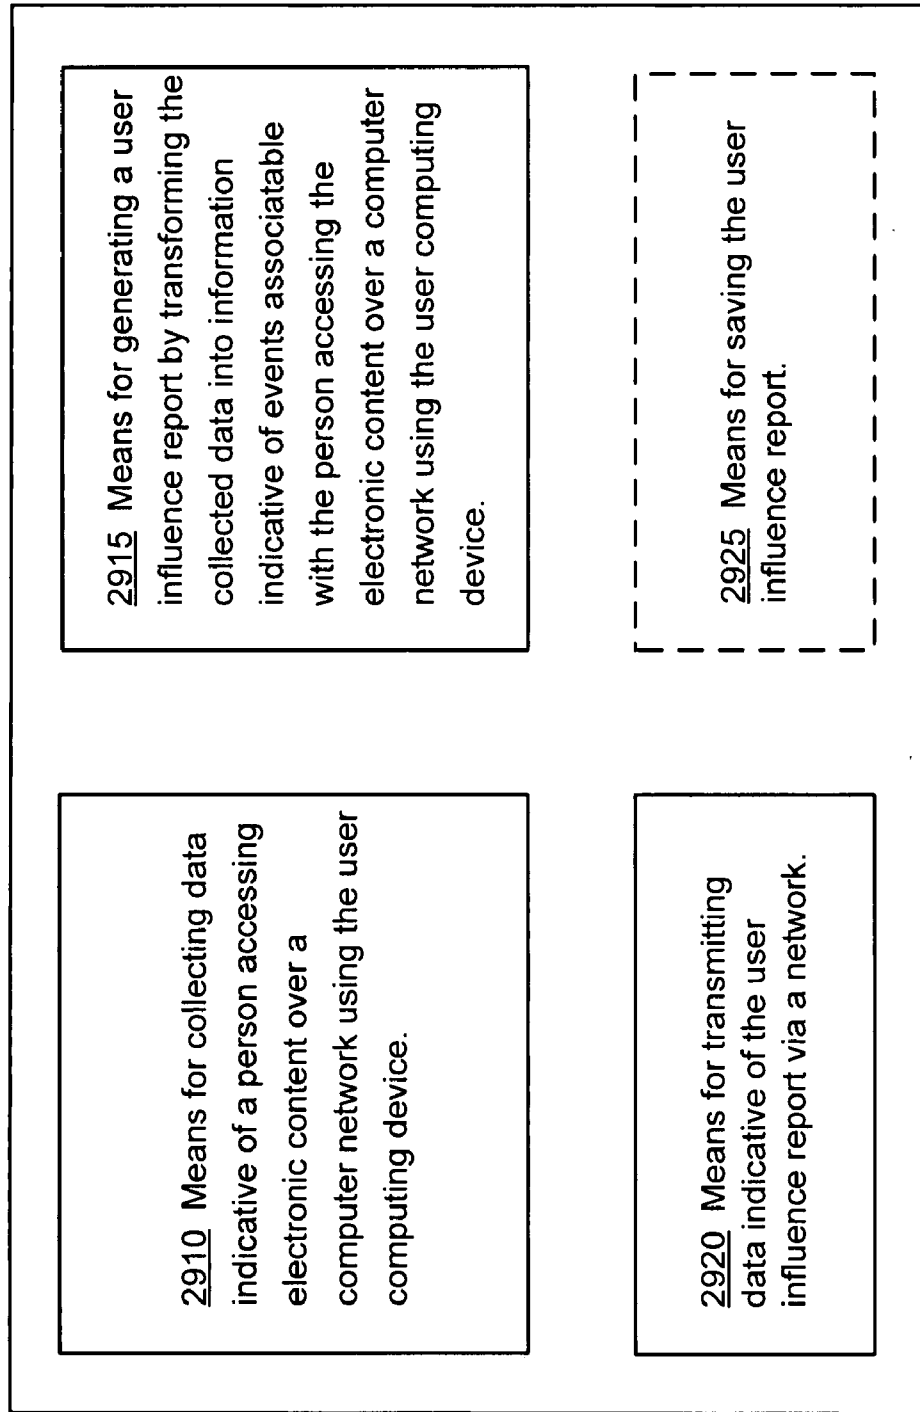 2910 Means for collecting data
indicative of a person accessing
electronic content over a
computer network using the user
computing device.
2915 Means for generating a user
influence report by transforming the
collected data into information
indicative of events associatable
with the person accessing the
electronic content over a computer
network using the user computing
device.
2920 Means for transmitting
data indicative of the user
influence report via a network.
2925 Means for saving the user
influence report.